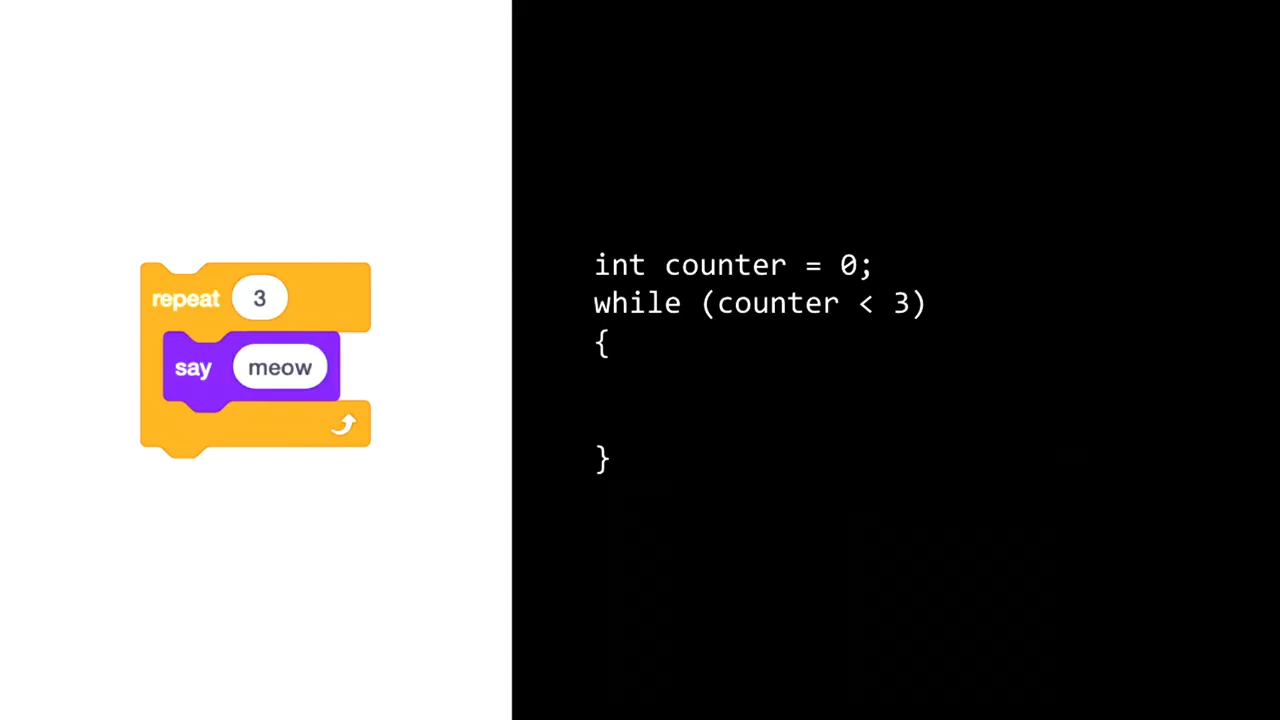 repeat 3
say meow
int counter = 0;
while (counter < 3)
{
}